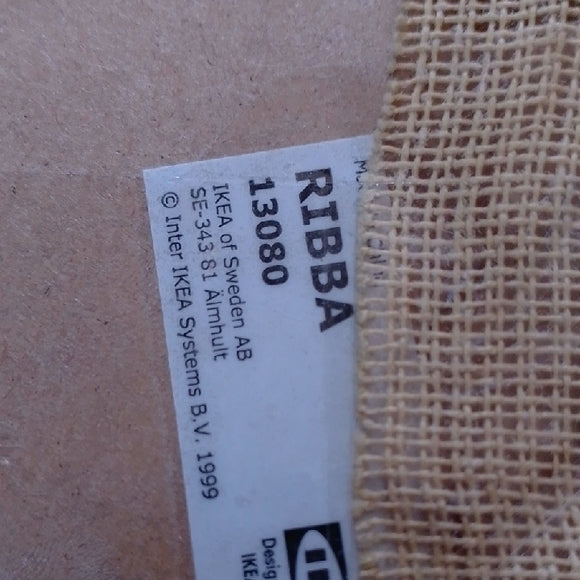 RIBBA
13080
IKEA of Sweden AB
SE-343 81 Älmhult
© Inter IKEA Systems B.V. 1999